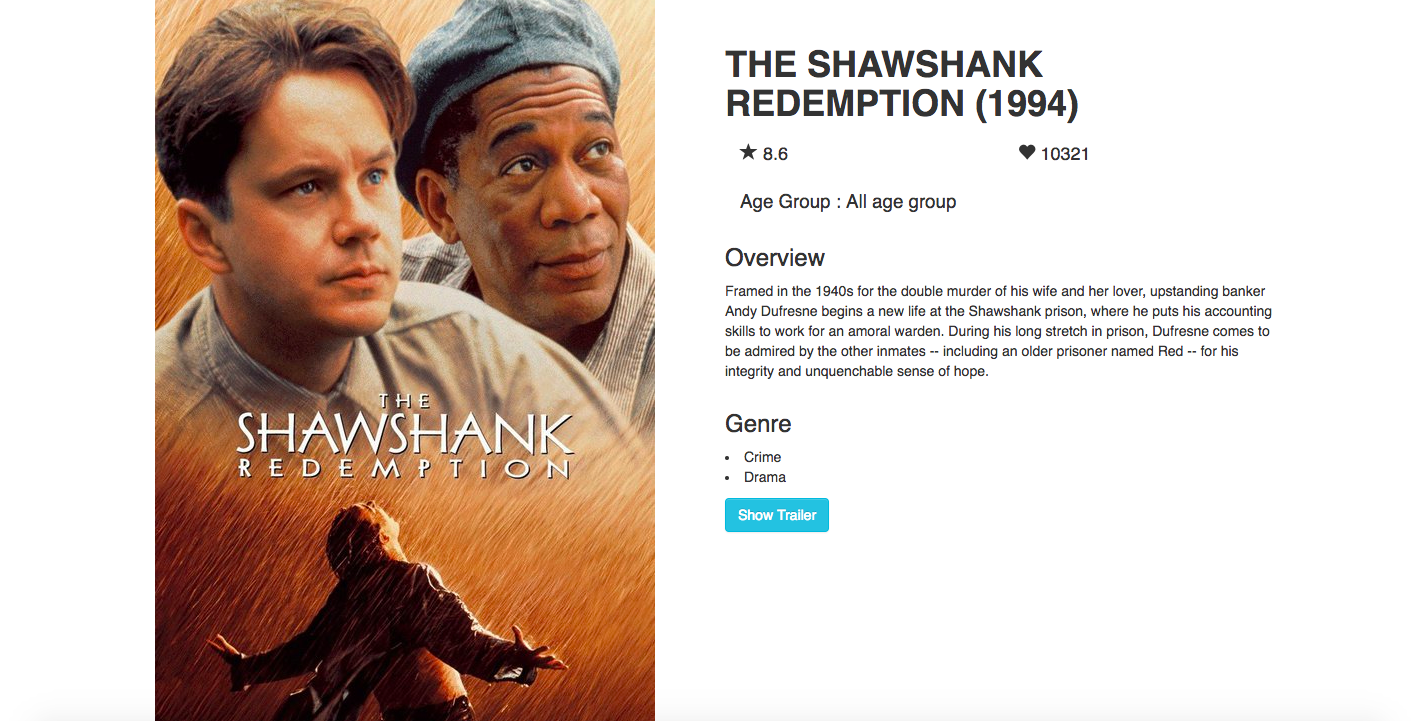 THE
SHAWSHANK
REDEMPTION
THE SHAWSHANK
REDEMPTION (1994)
8.6
10321
Age Group : All age group
Overview
Framed in the 1940s for the double murder of his wife and her lover, upstanding banker
Andy Dufresne begins a new life at the Shawshank prison, where he puts his accounting
skills to work for an amoral warden. During his long stretch in prison, Dufresne comes to
be admired by the other inmates -- including an older prisoner named Red -- for his
integrity and unquenchable sense of hope.
Genre
• Crime
• Drama
Show Trailer